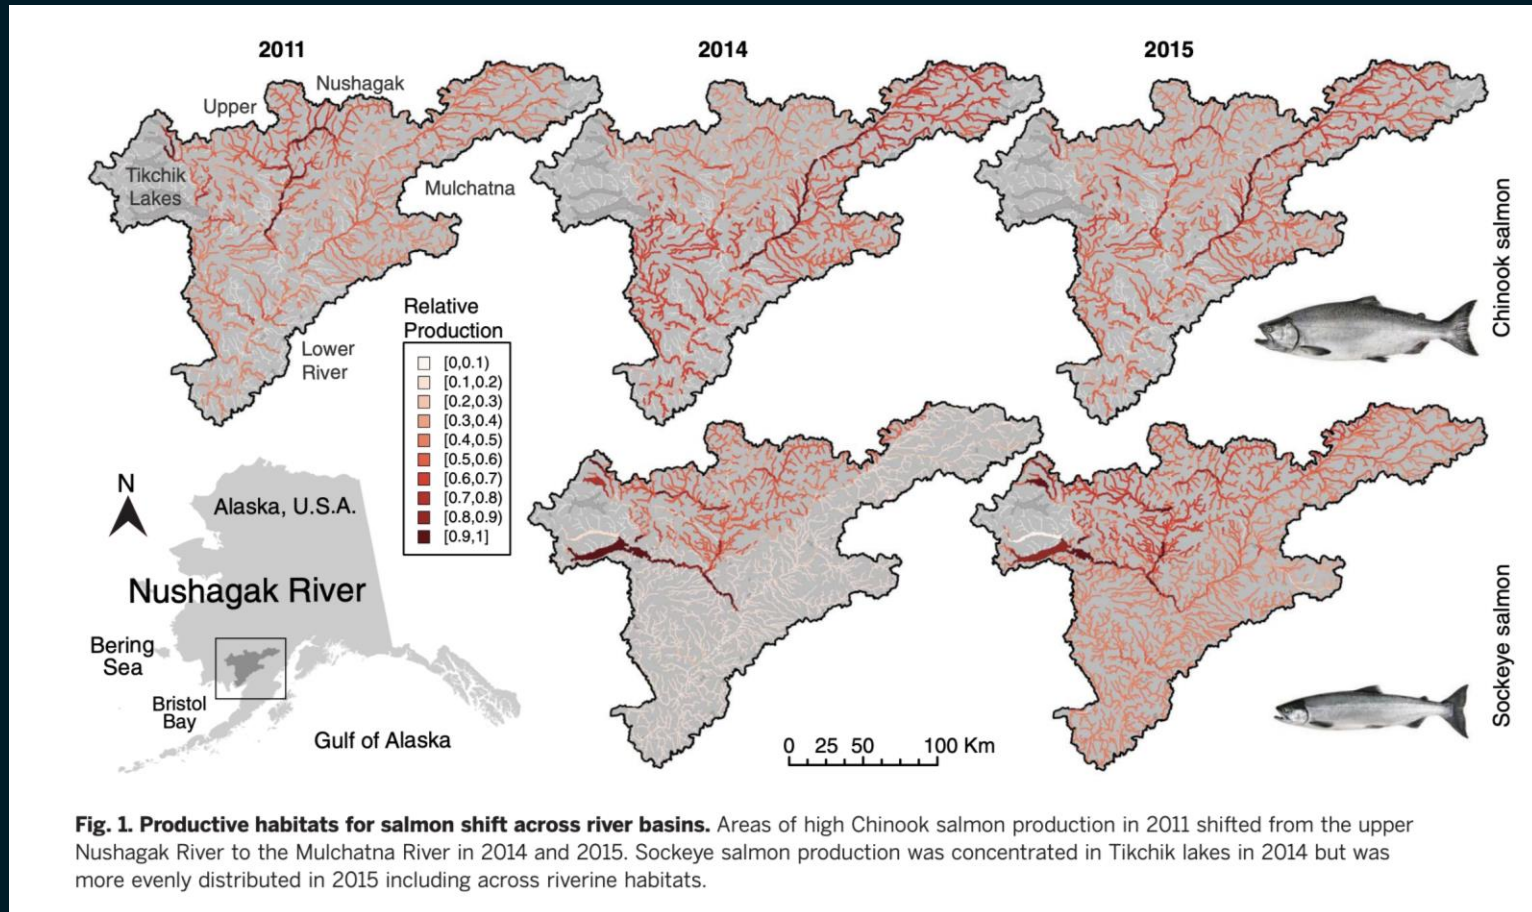 2011
2014
2015
Upper
Nushagak
Tikchik
Lakes
Mulchatna
Lower
River
Chinook salmon
Relative
Production
[0,0.1)
[0.1,0.2)
[0.2,0.3)
[0.3,0.4)
[0.4,0.5)
[0.5,0.6)
[0.6,0.7)
[0.7,0.8)
[0.8,0.9)
[0.9,1]
N
Alaska, U.S.A.
Nushagak River
Bering
Sea
Bristol
Bay
Gulf of Alaska
0 25 50 100 Km
Sockeye salmon
Fig. 1. Productive habitats for salmon shift across river basins. Areas of high Chinook salmon production in 2011 shifted from the upper
Nushagak River to the Mulchatna River in 2014 and 2015. Sockeye salmon production was concentrated in Tikchik lakes in 2014 but was
more evenly distributed in 2015 including across riverine habitats.